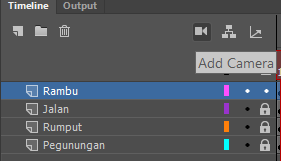 Timeline Output
Add Camera
Rambu
Jalan
Rumput
Pegunungan